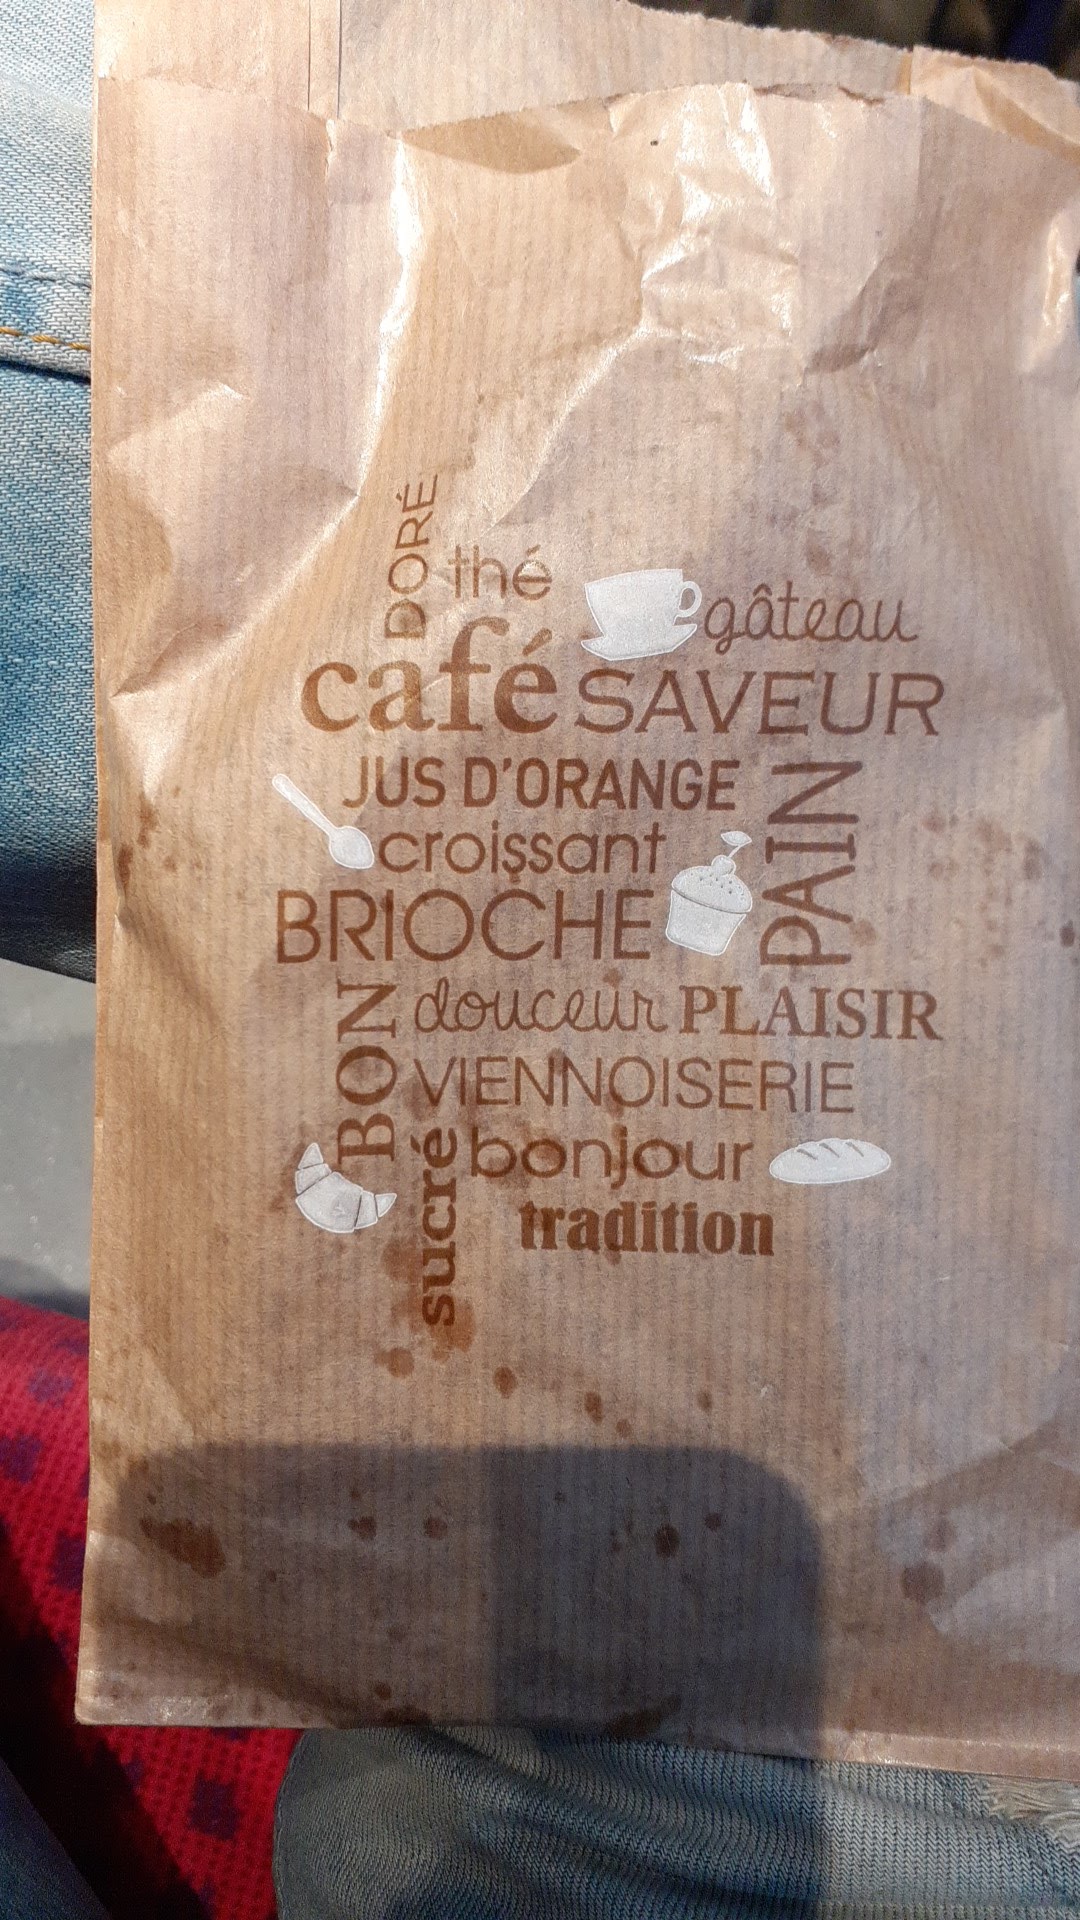 DORÉ
thé
gâteau
café SAVEUR
JUS D'ORANGE
croissant
PAIN
BRIOCHE
BON
douceur PLAISIR
VIENNOISERIE
sucré
bonjour
tradition